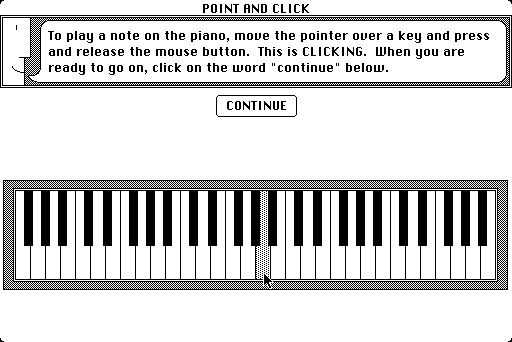 POINT AND CLICK
To play a note on the piano, move the pointer over a key and press
and release the mouse button.  This is CLICKING.  When you are
ready to go on, click on the word "continue" below.
CONTINUE